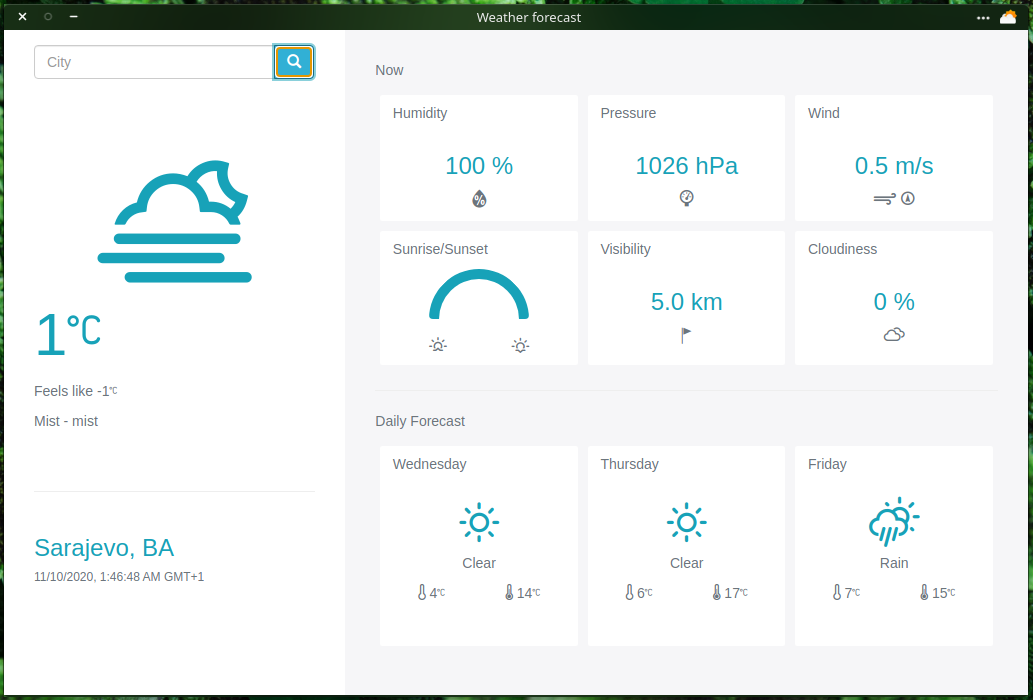 Weather forecast
City
1°C
Feels like -1°C
Mist - mist
Sarajevo, BA
11/10/2020, 1:46:48 AM GMT+1
Now
Humidity
100 %
Pressure
1026 hPa
Wind
0.5 m/s
Sunrise/Sunset
Visibility
5.0 km
Cloudiness
0 %
Daily Forecast
Wednesday
Clear
4°C 14°C
Thursday
Clear
6°C 17°C
Friday
Rain
7°C 15°C